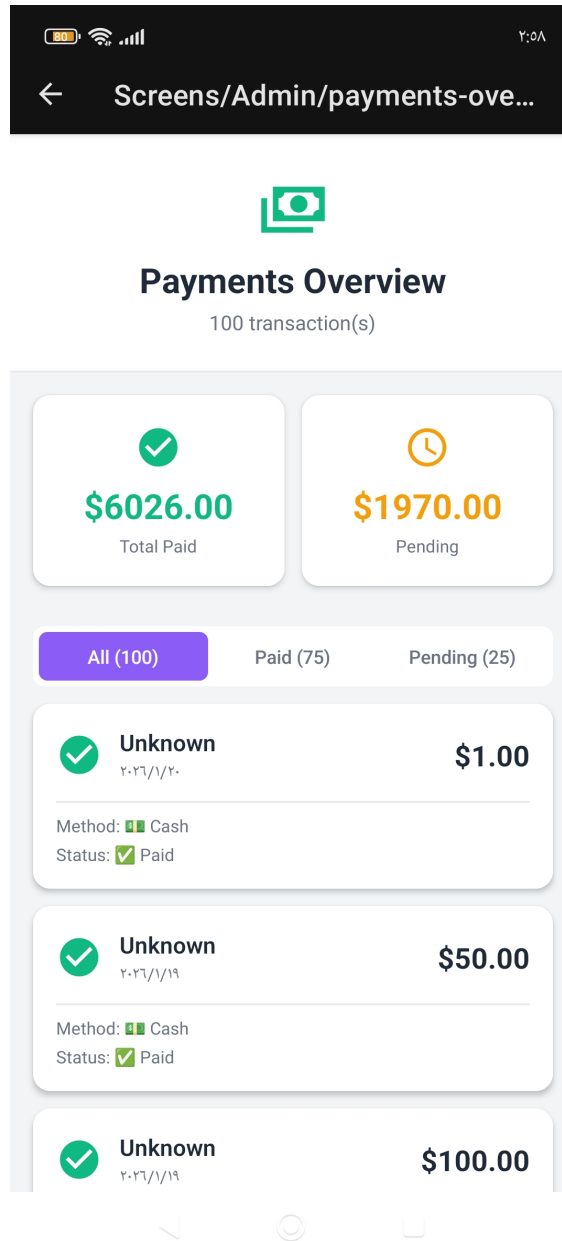 80
٢:٥٨
Screens/Admin/payments-ove...
Payments Overview
100 transaction(s)
$6026.00
Total Paid
$1970.00
Pending
All (100)
Paid (75)
Pending (25)
Unknown
٢٠٢٦/١/٢٠
$1.00
Method: 💵 Cash
Status: ✅ Paid
Unknown
٢٠٢٦/١/١٩
$50.00
Method: 💵 Cash
Status: ✅ Paid
Unknown
٢٠٢٦/١/١٩
$100.00